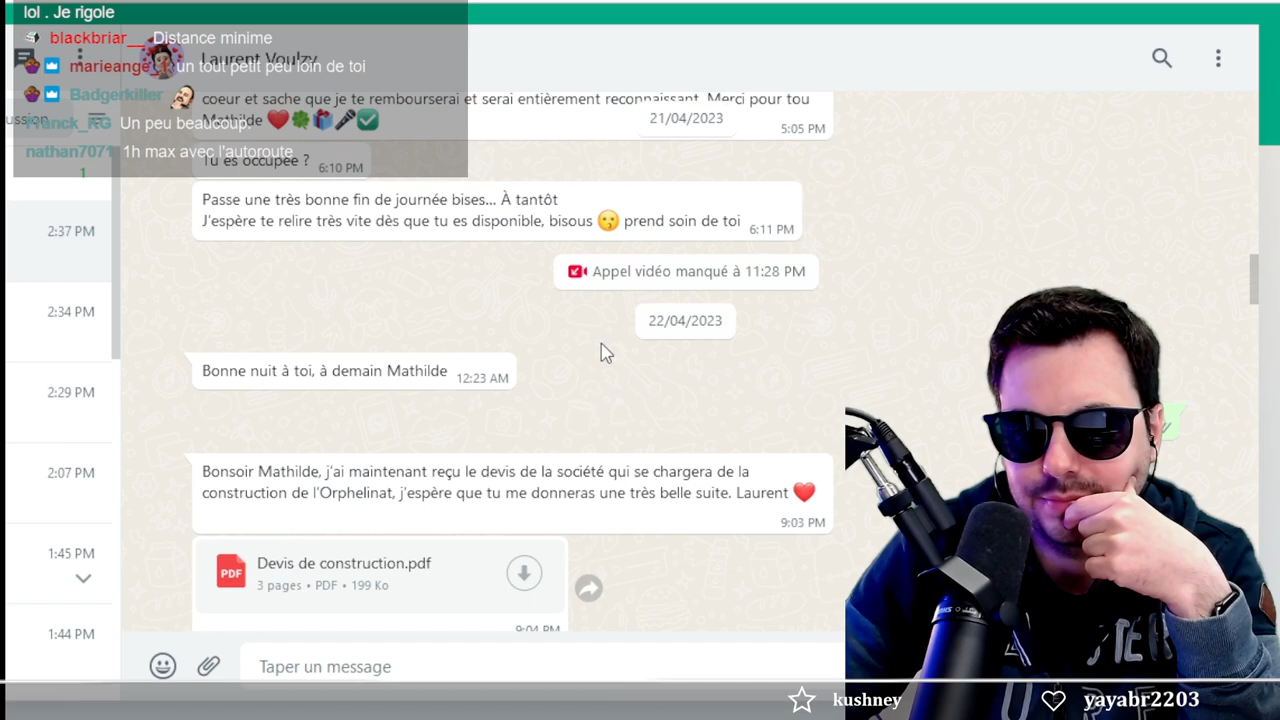 lol . Je rigole
blackbriar__ Distance minime
Laurent Voulzy
marieange un tout petit peu loin de toi
Badgerkiller
coeur et sache que je te rembourserai et serai entièrement reconnaissant. Merci pour tou
Mathilde ❤️🍀🎁🎤✅
5:05 PM
21/04/2023
Franck_RG Un peu beaucoup.
nathan7071 1h max avec l'autoroute
1
Tu es occupée ? 6:10 PM
Passe une très bonne fin de journée bises... À tantôt
J'espère te relire très vite dès que tu es disponible, bisous 😗 prend soin de toi 6:11 PM
2:37 PM
Appel vidéo manqué à 11:28 PM
2:34 PM
22/04/2023
Bonne nuit à toi, à demain Mathilde 12:23 AM
2:29 PM
2:07 PM
Bonsoir Mathilde, j'ai maintenant reçu le devis de la société qui se chargera de la
construction de l'Orphelinat, j'espère que tu me donneras une très belle suite. Laurent ❤️
9:03 PM
1:45 PM
PDF
Devis de construction.pdf
3 pages • PDF • 199 Ko
9:04 PM
1:44 PM
Taper un message
kushney
yayabr2203